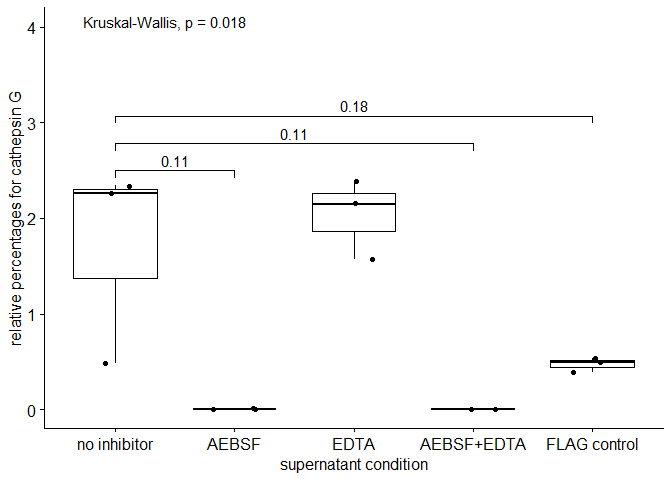 Kruskal-Wallis, p = 0.018
relative percentages for cathepsin G
4
3
2
1
0
0.18
0.11
0.11
no inhibitor AEBSF EDTA AEBSF+EDTA FLAG control
supernatant condition